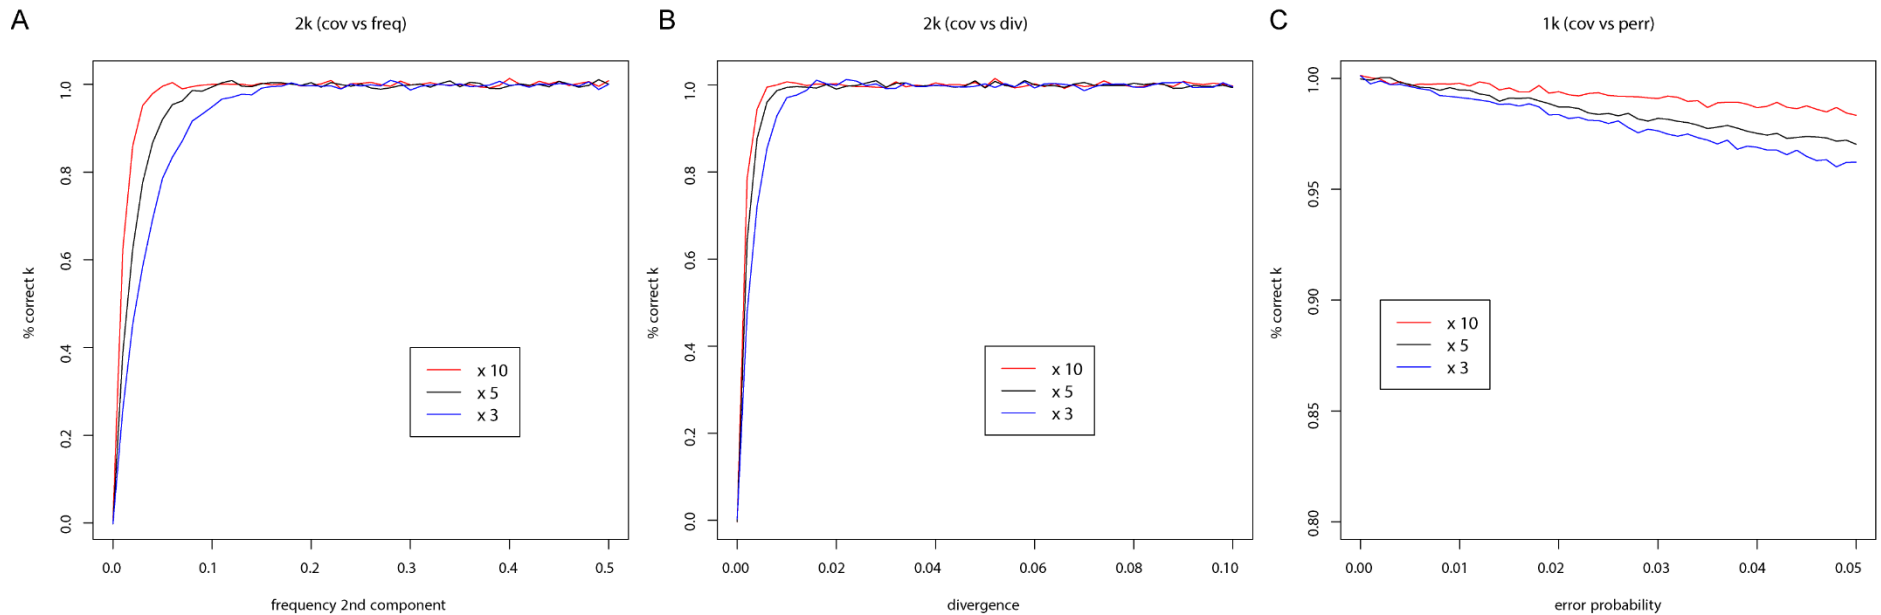 A
2k (cov vs freq)
% correct k
1.0
0.8
0.6
0.4
0.2
0.0
x 10
x 5
x 3
0.0 0.1 0.2 0.3 0.4 0.5
frequency 2nd component
B
2k (cov vs div)
% correct k
1.0
0.8
0.6
0.4
0.2
0.0
x 10
x 5
x 3
0.00 0.02 0.04 0.06 0.08 0.10
divergence
C
1k (cov vs perr)
% correct k
1.00
0.95
0.90
0.85
0.80
x 10
x 5
x 3
0.00 0.01 0.02 0.03 0.04 0.05
error probability